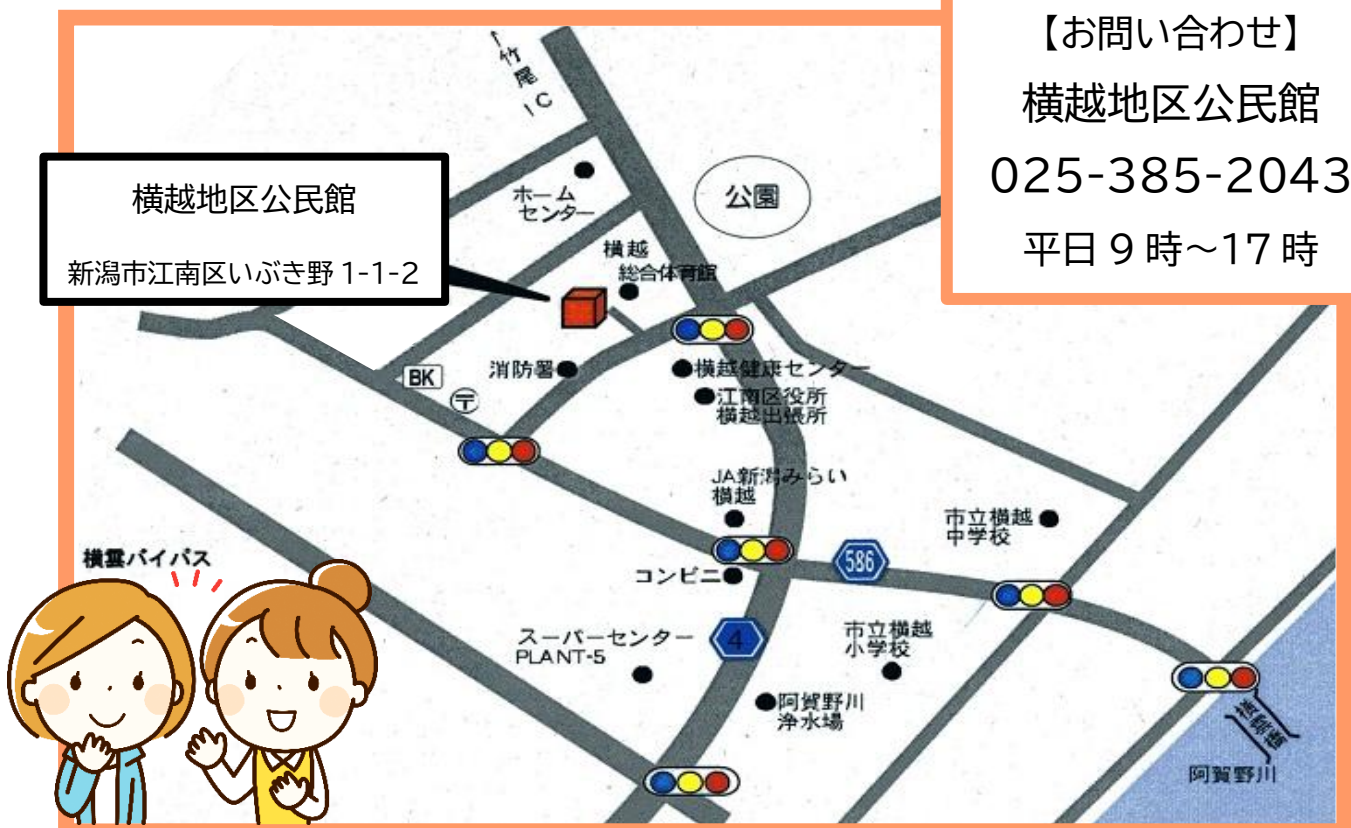 【お問い合わせ】
横越地区公民館
025-385-2043
平日9時～17時
↑竹尾IC
横越地区公民館
新潟市江南区いぶき野1-1-2
ホーム
センター
公園
横越
総合体育館
消防署
BK
〒
横越健康センター
江南区役所
横越出張所
JA新潟みらい
横越
市立横越
中学校
横雲バイパス
コンビニ
586
スーパーセンター
PLANT-5
4
市立横越
小学校
阿賀野川
浄水場
横雲橋
阿賀野川